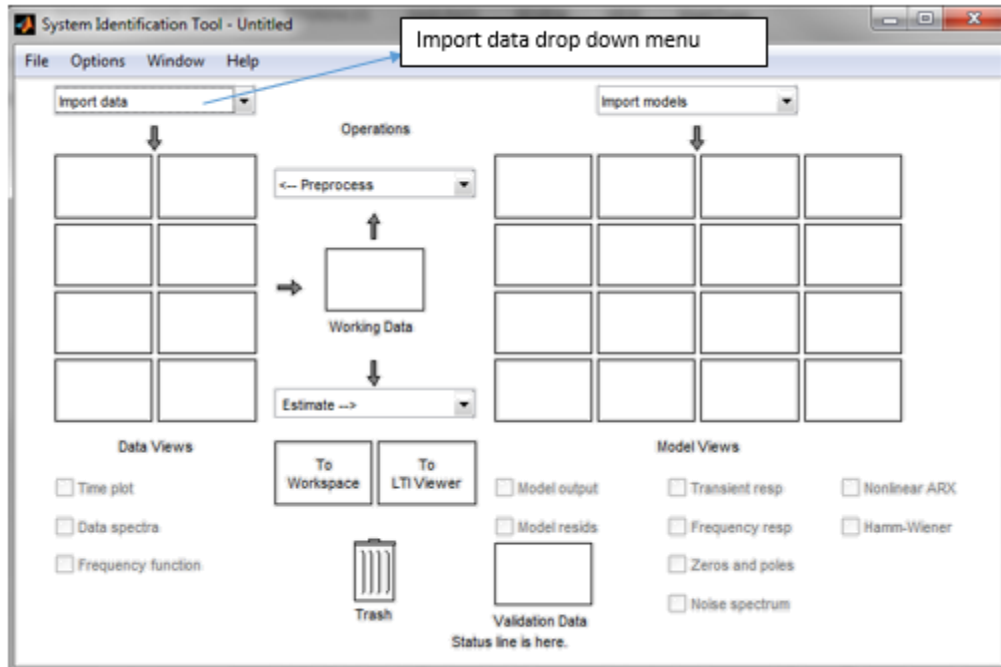 System Identification Tool - Untitled
Import data drop down menu
File Options Window Help
Import data
Import models
Operations
<-- Preprocess
Working Data
Estimate -->
Data Views
Model Views
To
Workspace
To
LTI Viewer
Time plot
Data spectra
Frequency function
Model output
Transient resp
Nonlinear ARX
Model resids
Frequency resp
Hamm-Wiener
Zeros and poles
Noise spectrum
Trash
Validation Data
Status line is here.